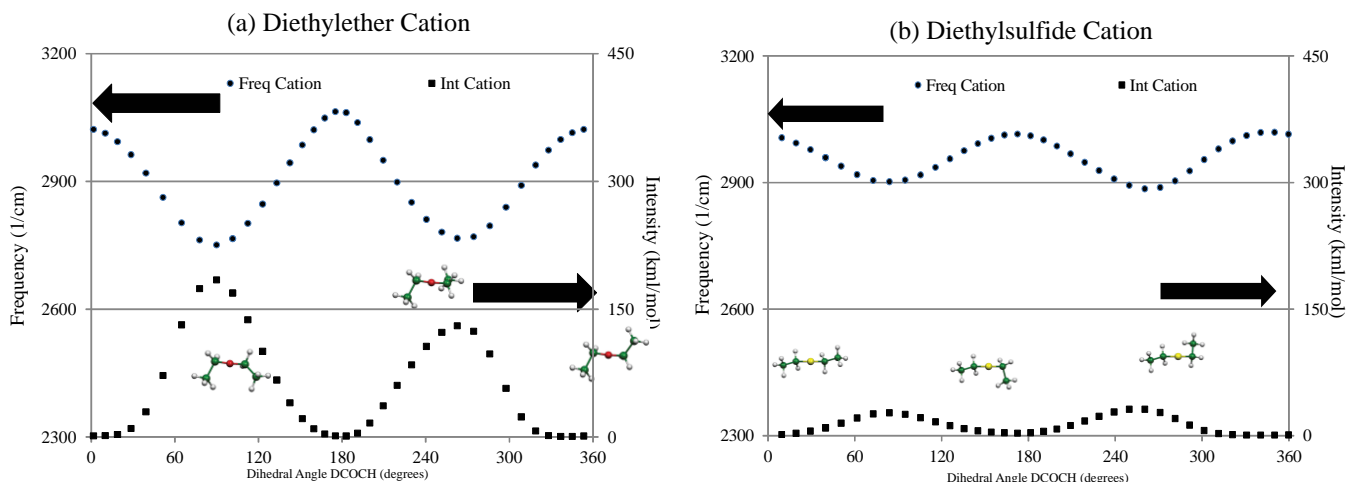 (a) Diethylether Cation
3200
2900
2600
2300
Frequency (1/cm)
Freq Cation
Int Cation
450
300
150
0
Intensity (kml/mol)
0
60
120
180
240
300
360
Dihedral Angle DCOCH (degrees)
(b) Diethylsulfide Cation
3200
2900
2600
2300
Frequency (1/cm)
Freq Cation
Int Cation
450
300
150
0
Intensity (kml/mol)
0
60
120
180
240
300
360
Dihedral Angle DCOCH (degrees)